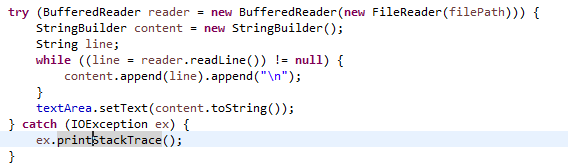 try (BufferedReader reader = new BufferedReader(new FileReader(filePath))) {
    StringBuilder content = new StringBuilder();
    String line;
    while ((line = reader.readLine()) != null) {
        content.append(line).append("\n");
    }
    textArea.setText(content.toString());
} catch (IOException ex) {
    ex.printStackTrace();
}